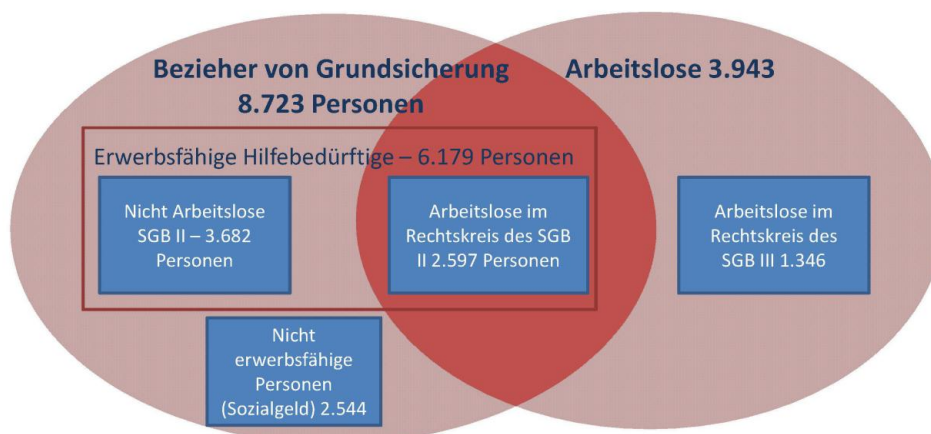 Bezieher von Grundsicherung
8.723 Personen
Arbeitslose 3.943
Erwerbsfähige Hilfebedürftige – 6.179 Personen
Nicht Arbeitslose
SGB II – 3.682
Personen
Arbeitslose im
Rechtskreis des SGB
II 2.597 Personen
Arbeitslose im
Rechtskreis des
SGB III 1.346
Nicht
erwerbsfähige
Personen
(Sozialgeld) 2.544